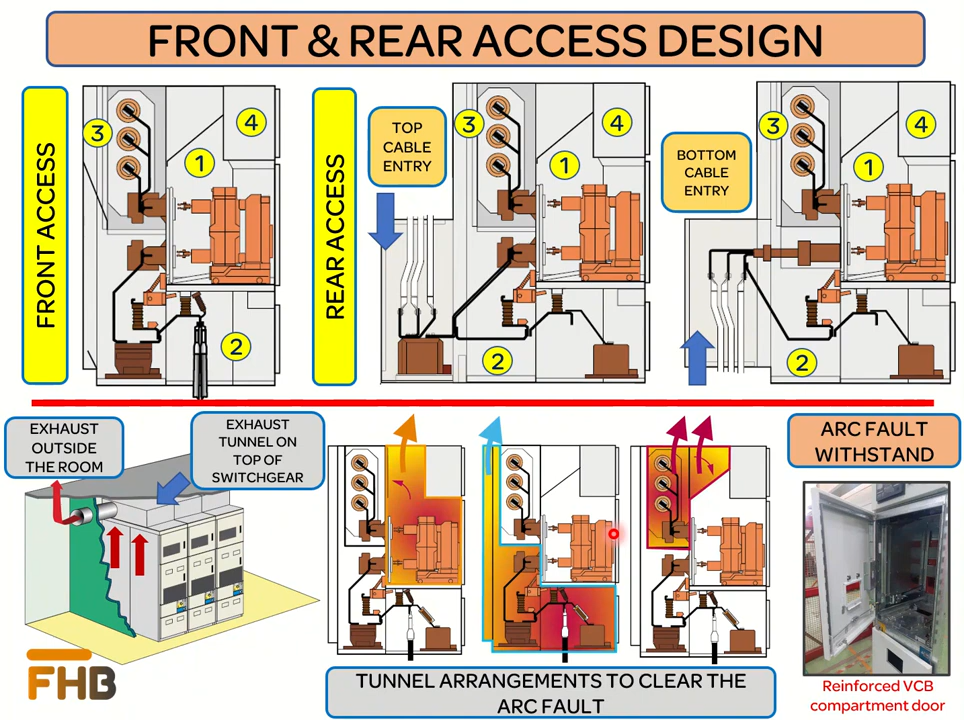 FRONT & REAR ACCESS DESIGN
FRONT ACCESS
3
4
1
2
REAR ACCESS
TOP
CABLE
ENTRY
3
4
1
2
BOTTOM
CABLE
ENTRY
3
4
1
2
EXHAUST
OUTSIDE
THE ROOM
EXHAUST
TUNNEL ON
TOP OF
SWITCHGEAR
ARC FAULT
WITHSTAND
FHB
TUNNEL ARRANGEMENTS TO CLEAR THE
ARC FAULT
Reinforced VCB
compartment door